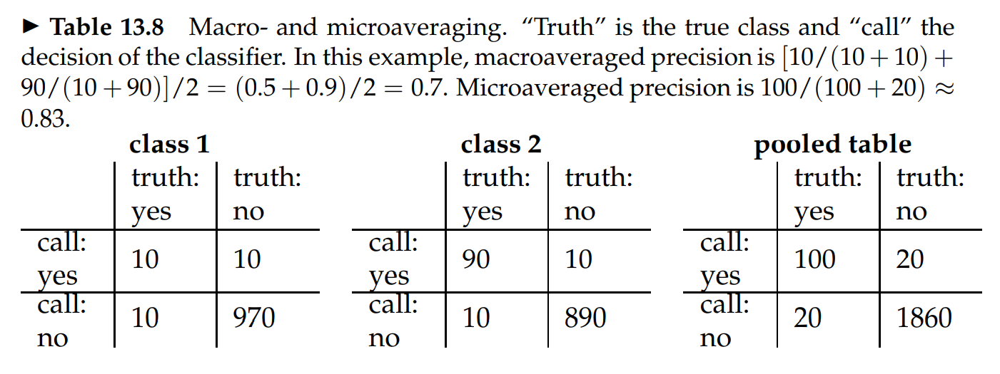 ► Table 13.8 Macro- and microaveraging. “Truth” is the true class and “call” the
decision of the classifier. In this example, macroaveraged precision is [10/(10 + 10) +
90/(10 + 90)]/2 = (0.5 + 0.9)/2 = 0.7. Microaveraged precision is 100/(100 + 20) ≈
0.83.
class 1 class 2 pooled table
truth: truth: truth: truth: truth: truth:
yes no yes no yes no
call: call: call:
10 10 90 10 100 20
yes yes yes
call: call: call:
10 970 10 890 20 1860
no no no